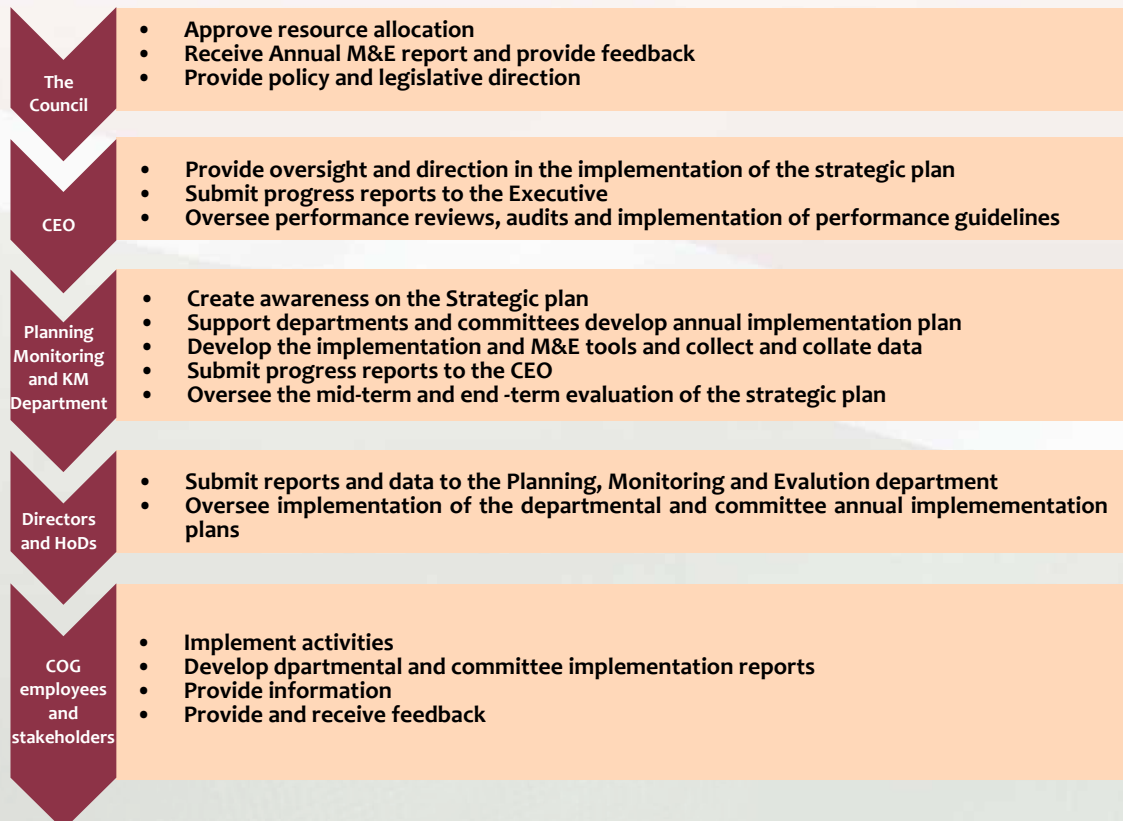 The
Council
• Approve resource allocation
• Receive Annual M&E report and provide feedback
• Provide policy and legislative direction
CEO
• Provide oversight and direction in the implementation of the strategic plan
• Submit progress reports to the Executive
• Oversee performance reviews, audits and implementation of performance guidelines
Planning
Monitoring
and KM
Department
• Create awareness on the Strategic plan
• Support departments and committees develop annual implementation plan
• Develop the implementation and M&E tools and collect and collate data
• Submit progress reports to the CEO
• Oversee the mid-term and end -term evaluation of the strategic plan
Directors
and HoDs
• Submit reports and data to the Planning, Monitoring and Evalution department
• Oversee implementation of the departmental and committee annual implemementation
plans
COG
employees
and
stakeholders
• Implement activities
• Develop dpartmental and committee implementation reports
• Provide information
• Provide and receive feedback